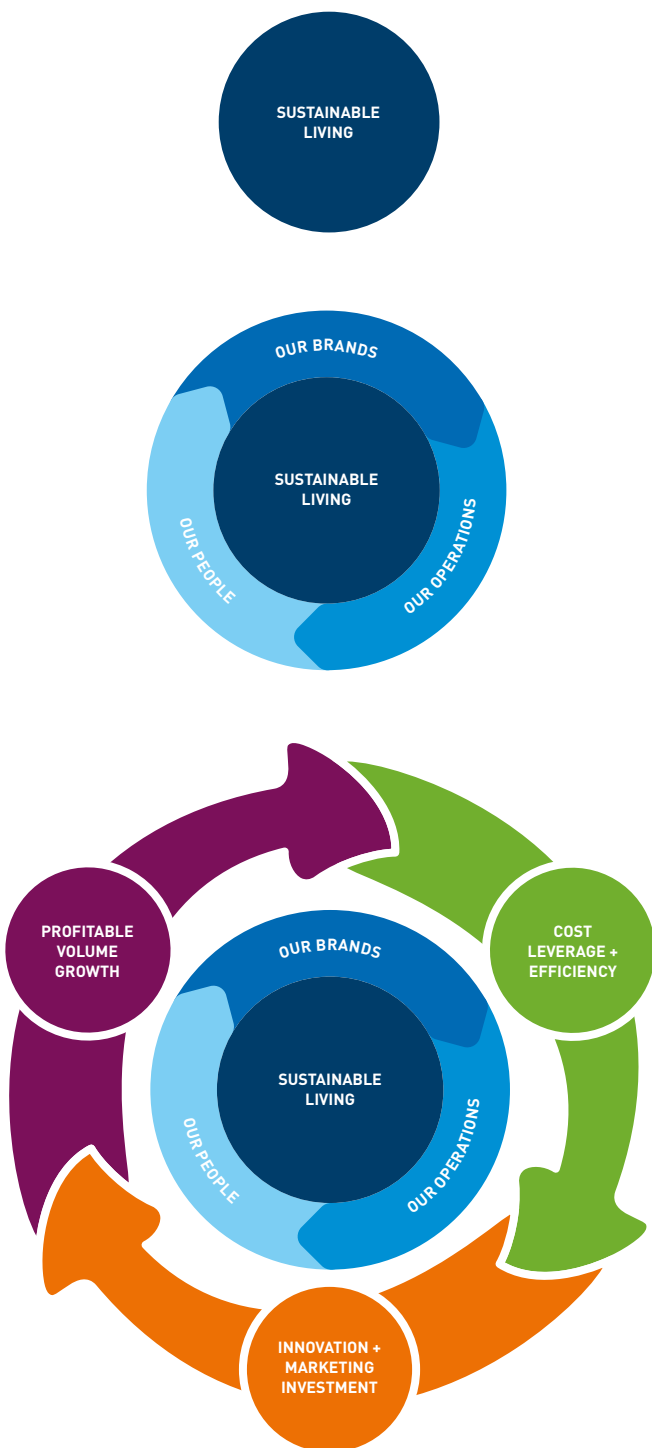 SUSTAINABLE
LIVING
OUR BRANDS
SUSTAINABLE
LIVING
OUR PEOPLE
OUR OPERATIONS
PROFITABLE
VOLUME
GROWTH
COST
LEVERAGE +
EFFICIENCY
OUR BRANDS
SUSTAINABLE
LIVING
OUR PEOPLE
OUR OPERATIONS
INNOVATION +
MARKETING
INVESTMENT